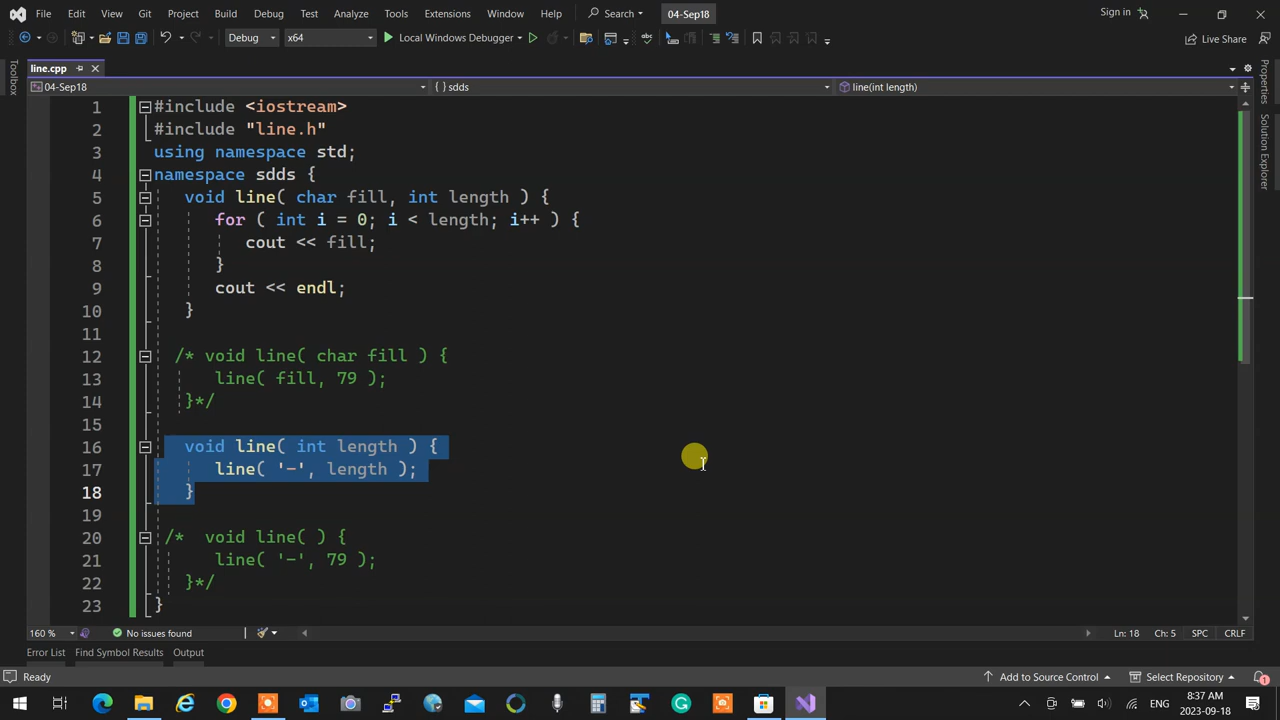 File Edit View Git Project Build Debug Test Analyze Tools Extensions Window Help Search 04-Sep18 Sign in
Debug x64 Local Windows Debugger Live Share
Toolbox
line.cpp
04-Sep18 { } sdds line(int length)
Properties
Solution Explorer
1 #include <iostream>
2 #include "line.h"
3 using namespace std;
4 namespace sdds {
5 void line( char fill, int length ) {
6 for ( int i = 0; i < length; i++ ) {
7 cout << fill;
8 }
9 cout << endl;
10 }
11
12 /* void line( char fill ) {
13 line( fill, 79 );
14 }*/
15
16 void line( int length ) {
17 line( '-', length );
18 }
19
20 /* void line( ) {
21 line( '-', 79 );
22 }*/
23 }
160 % No issues found Ln: 18 Ch: 5 SPC CRLF
Error List Find Symbol Results Output
Ready Add to Source Control Select Repository 1
ENG 8:37 AM
2023-09-18